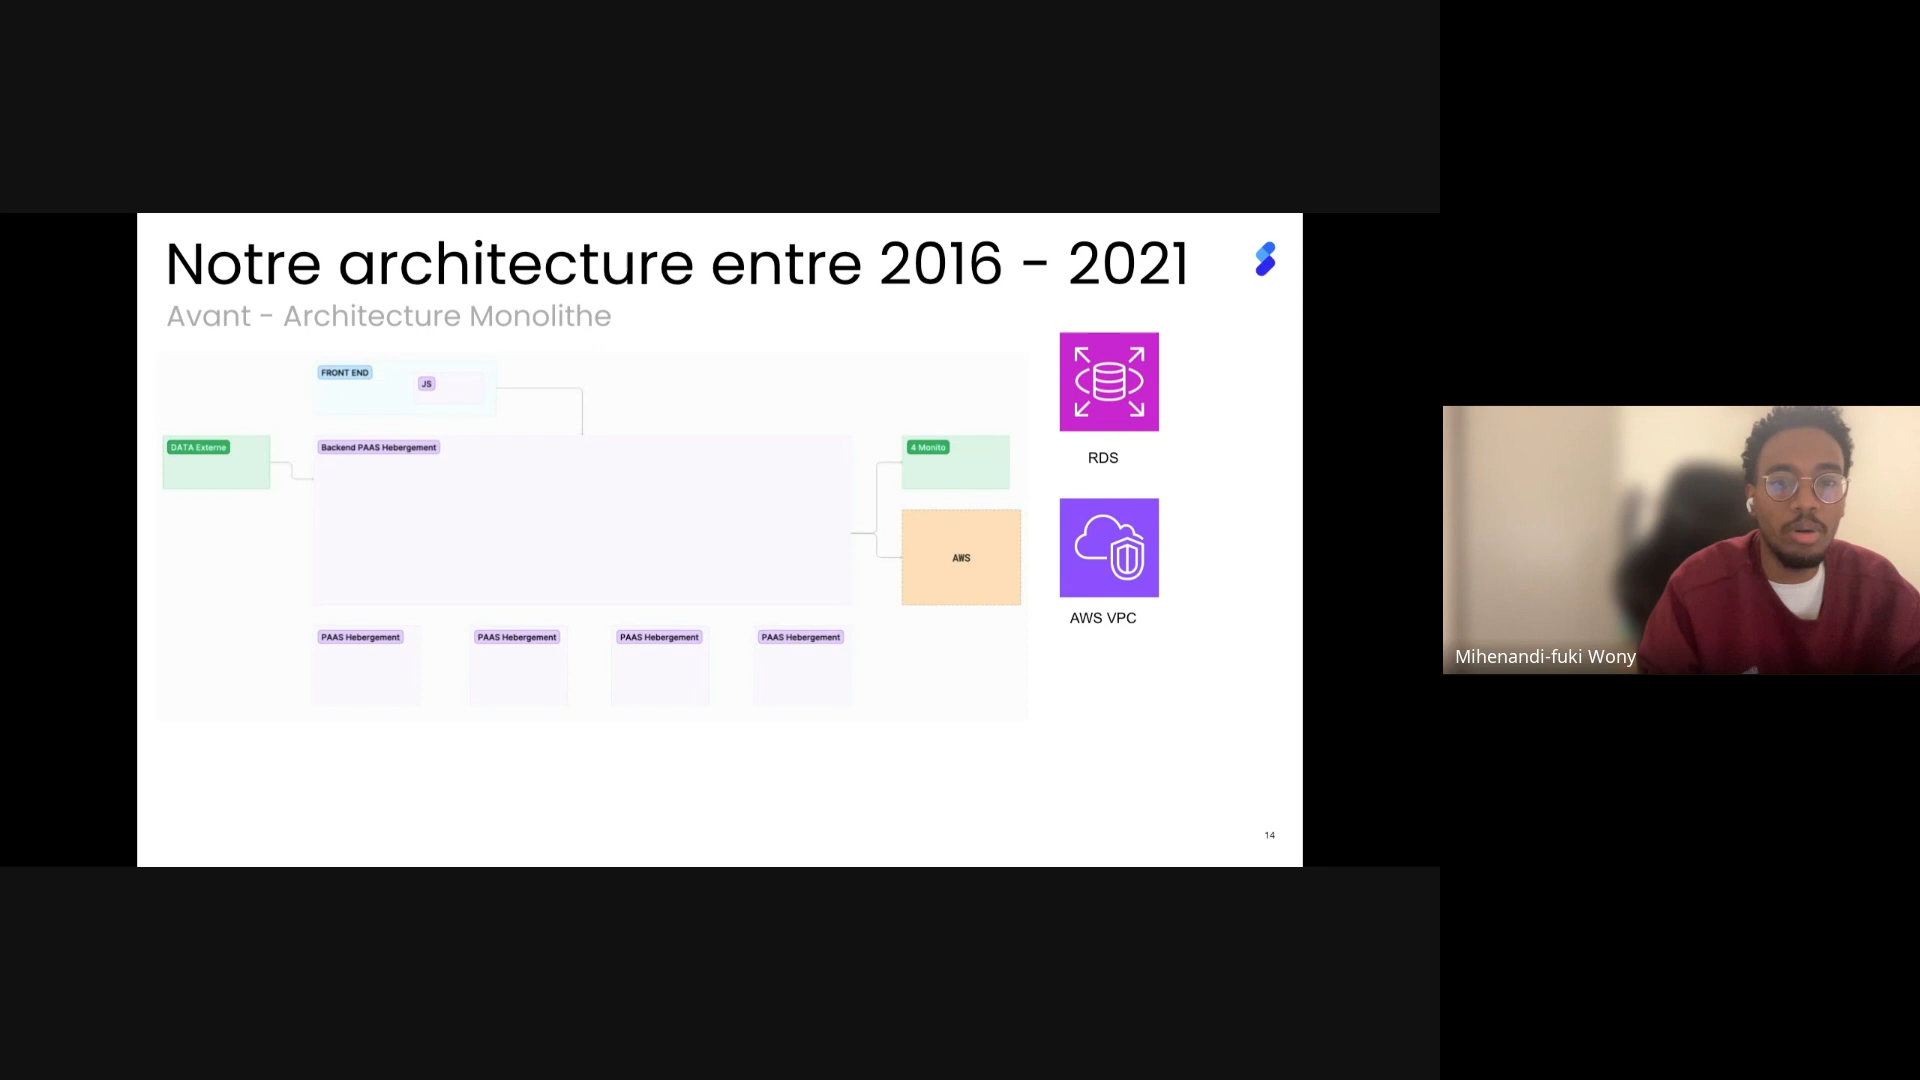 Notre architecture entre 2016 - 2021
Avant - Architecture Monolithe
FRONT END
JS
DATA Externe
Backend PAAS Hebergement
4 Monito
AWS
PAAS Hebergement
PAAS Hebergement
PAAS Hebergement
PAAS Hebergement
RDS
AWS VPC
14
Mihenandi-fuki Wony